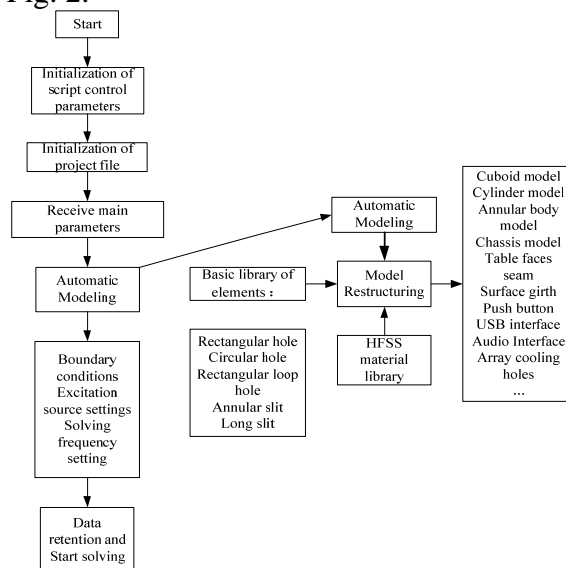 Fig. 2.
Start
Initialization of
script control
parameters
Initialization of
project file
Receive main
parameters
Automatic
Modeling
Boundary
conditions
Excitation
source settings
Solving
frequency
setting
Data
retention and
Start solving
Automatic
Modeling
Basic library of
elements：
Model
Restructuring
HFSS
material
library
Rectangular hole
Circular hole
Rectangular loop
hole
Annular slit
Long slit
Cuboid model
Cylinder model
Annular body
model
Chassis model
Table faces
seam
Surface girth
Push button
USB interface
Audio Interface
Array cooling
holes
...